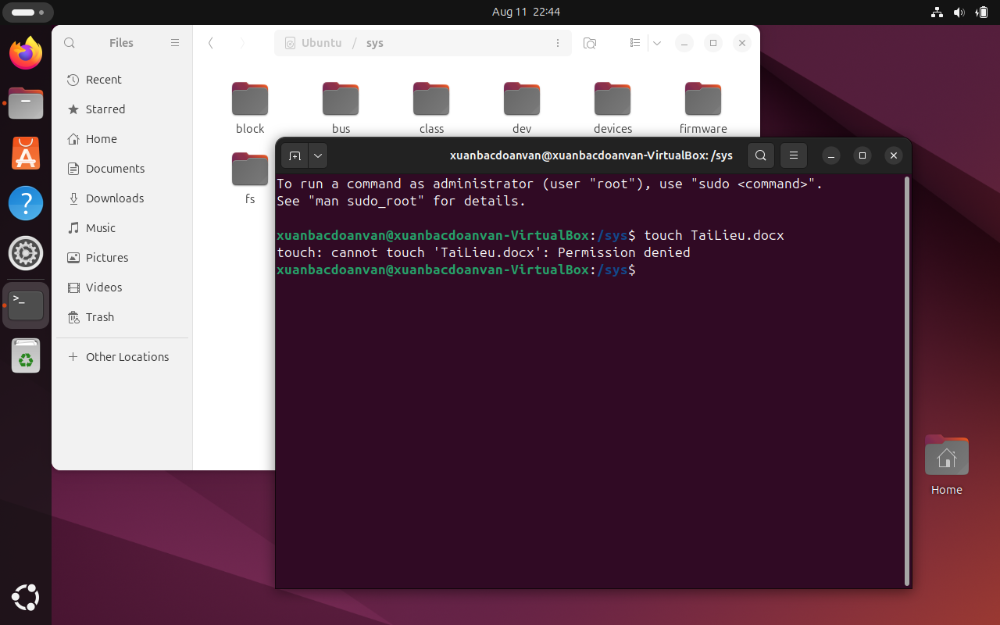 Aug 11 22:44
Files
Ubuntu / sys
Recent
Starred
Home
Documents
Downloads
Music
Pictures
Videos
Trash
Other Locations
block
bus
class
dev
devices
firmware
fs
xuanbacdoanvan@xuanbacdoanvan-VirtualBox: /sys
To run a command as administrator (user "root"), use "sudo <command>".
See "man sudo_root" for details.
xuanbacdoanvan@xuanbacdoanvan-VirtualBox:/sys$ touch TaiLieu.docx
touch: cannot touch 'TaiLieu.docx': Permission denied
xuanbacdoanvan@xuanbacdoanvan-VirtualBox:/sys$
Home